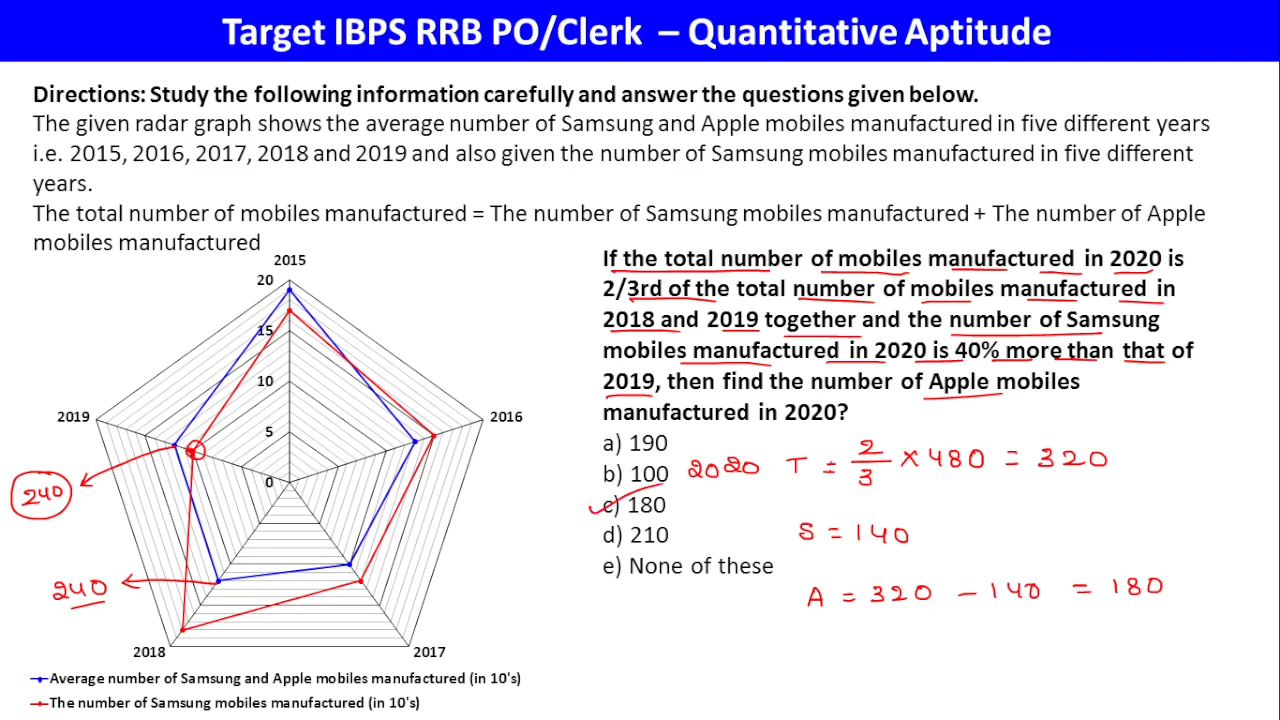 Target IBPS RRB PO/Clerk – Quantitative Aptitude
Directions: Study the following information carefully and answer the questions given below.
The given radar graph shows the average number of Samsung and Apple mobiles manufactured in five different years
i.e. 2015, 2016, 2017, 2018 and 2019 and also given the number of Samsung mobiles manufactured in five different
years.
The total number of mobiles manufactured = The number of Samsung mobiles manufactured + The number of Apple
mobiles manufactured
2015
20
15
10
5
0
2019
2016
2018
2017
240
240
Average number of Samsung and Apple mobiles manufactured (in 10's)
The number of Samsung mobiles manufactured (in 10's)
If the total number of mobiles manufactured in 2020 is
2/3rd of the total number of mobiles manufactured in
2018 and 2019 together and the number of Samsung
mobiles manufactured in 2020 is 40% more than that of
2019, then find the number of Apple mobiles
manufactured in 2020?
a) 190
b) 100
c) 180
d) 210
e) None of these
2020 T = 2/3 × 480 = 320
S = 140
A = 320 – 140 = 180